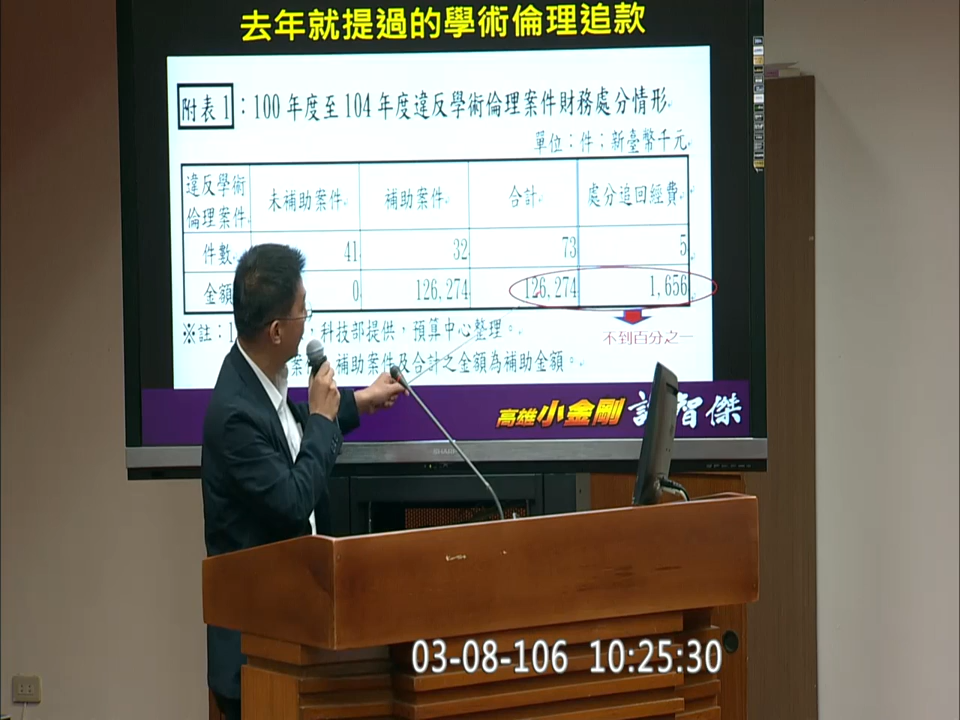 去年就提過的學術倫理追款
附表1：100年度至104年度違反學術倫理案件財務處分情形
單位：件；新臺幣千元
違反學術倫理案件 未補助案件 補助案件 合計 處分追回經費
件數 41 32 73 5
金額 0 126,274 126,274 1,656
※註：1 科技部提供，預算中心整理。
補助案件及合計之金額為補助金額。
不到百分之一
高雄小金剛 許智傑
SHARP
03-08-106 10:25:30